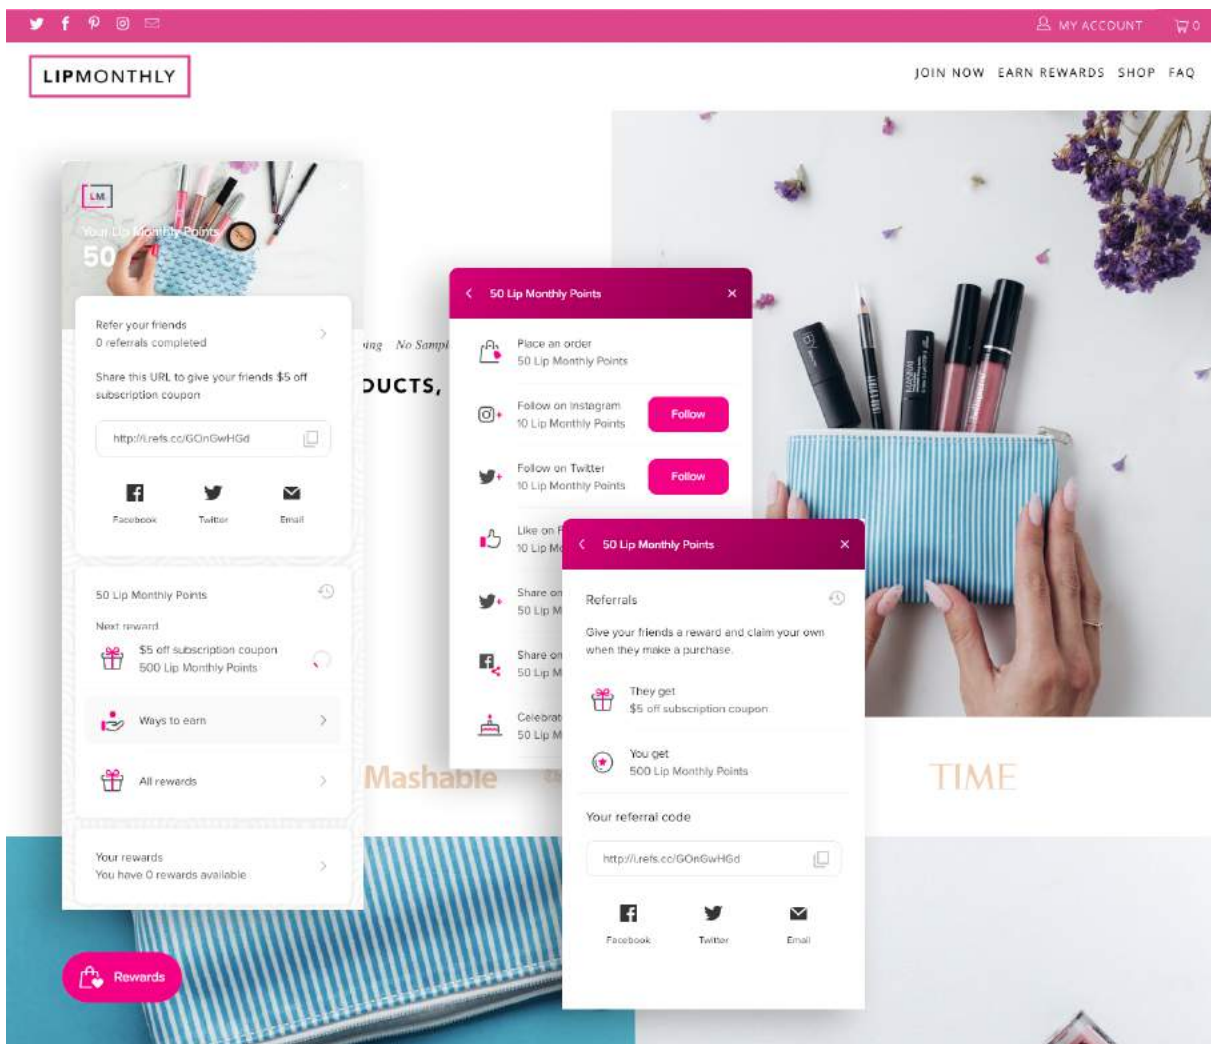 MY ACCOUNT
0
LIPMONTHLY
JOIN NOW EARN REWARDS SHOP FAQ
LM
Your Lip Monthly Points
50
Refer your friends
0 referrals completed
Share this URL to give your friends $5 off
subscription coupon
http://i.refs.cc/GOnGwHGd
Facebook Twitter Email
50 Lip Monthly Points
Next reward
$5 off subscription coupon
500 Lip Monthly Points
Ways to earn
All rewards
Your rewards
You have 0 rewards available
Rewards
No Sampl
DUCTS,
Mashable
TIME
50 Lip Monthly Points
Place an order
50 Lip Monthly Points
Follow on Instagram
10 Lip Monthly Points
Follow
Follow on Twitter
10 Lip Monthly Points
Follow
Like on F
10 Lip Mo
Share on
50 Lip M
Share on
50 Lip M
Celebrat
50 Lip M
50 Lip Monthly Points
Referrals
Give your friends a reward and claim your own
when they make a purchase.
They get
$5 off subscription coupon
You get
500 Lip Monthly Points
Your referral code
http://i.refs.cc/GOnGwHGd
Facebook Twitter Email